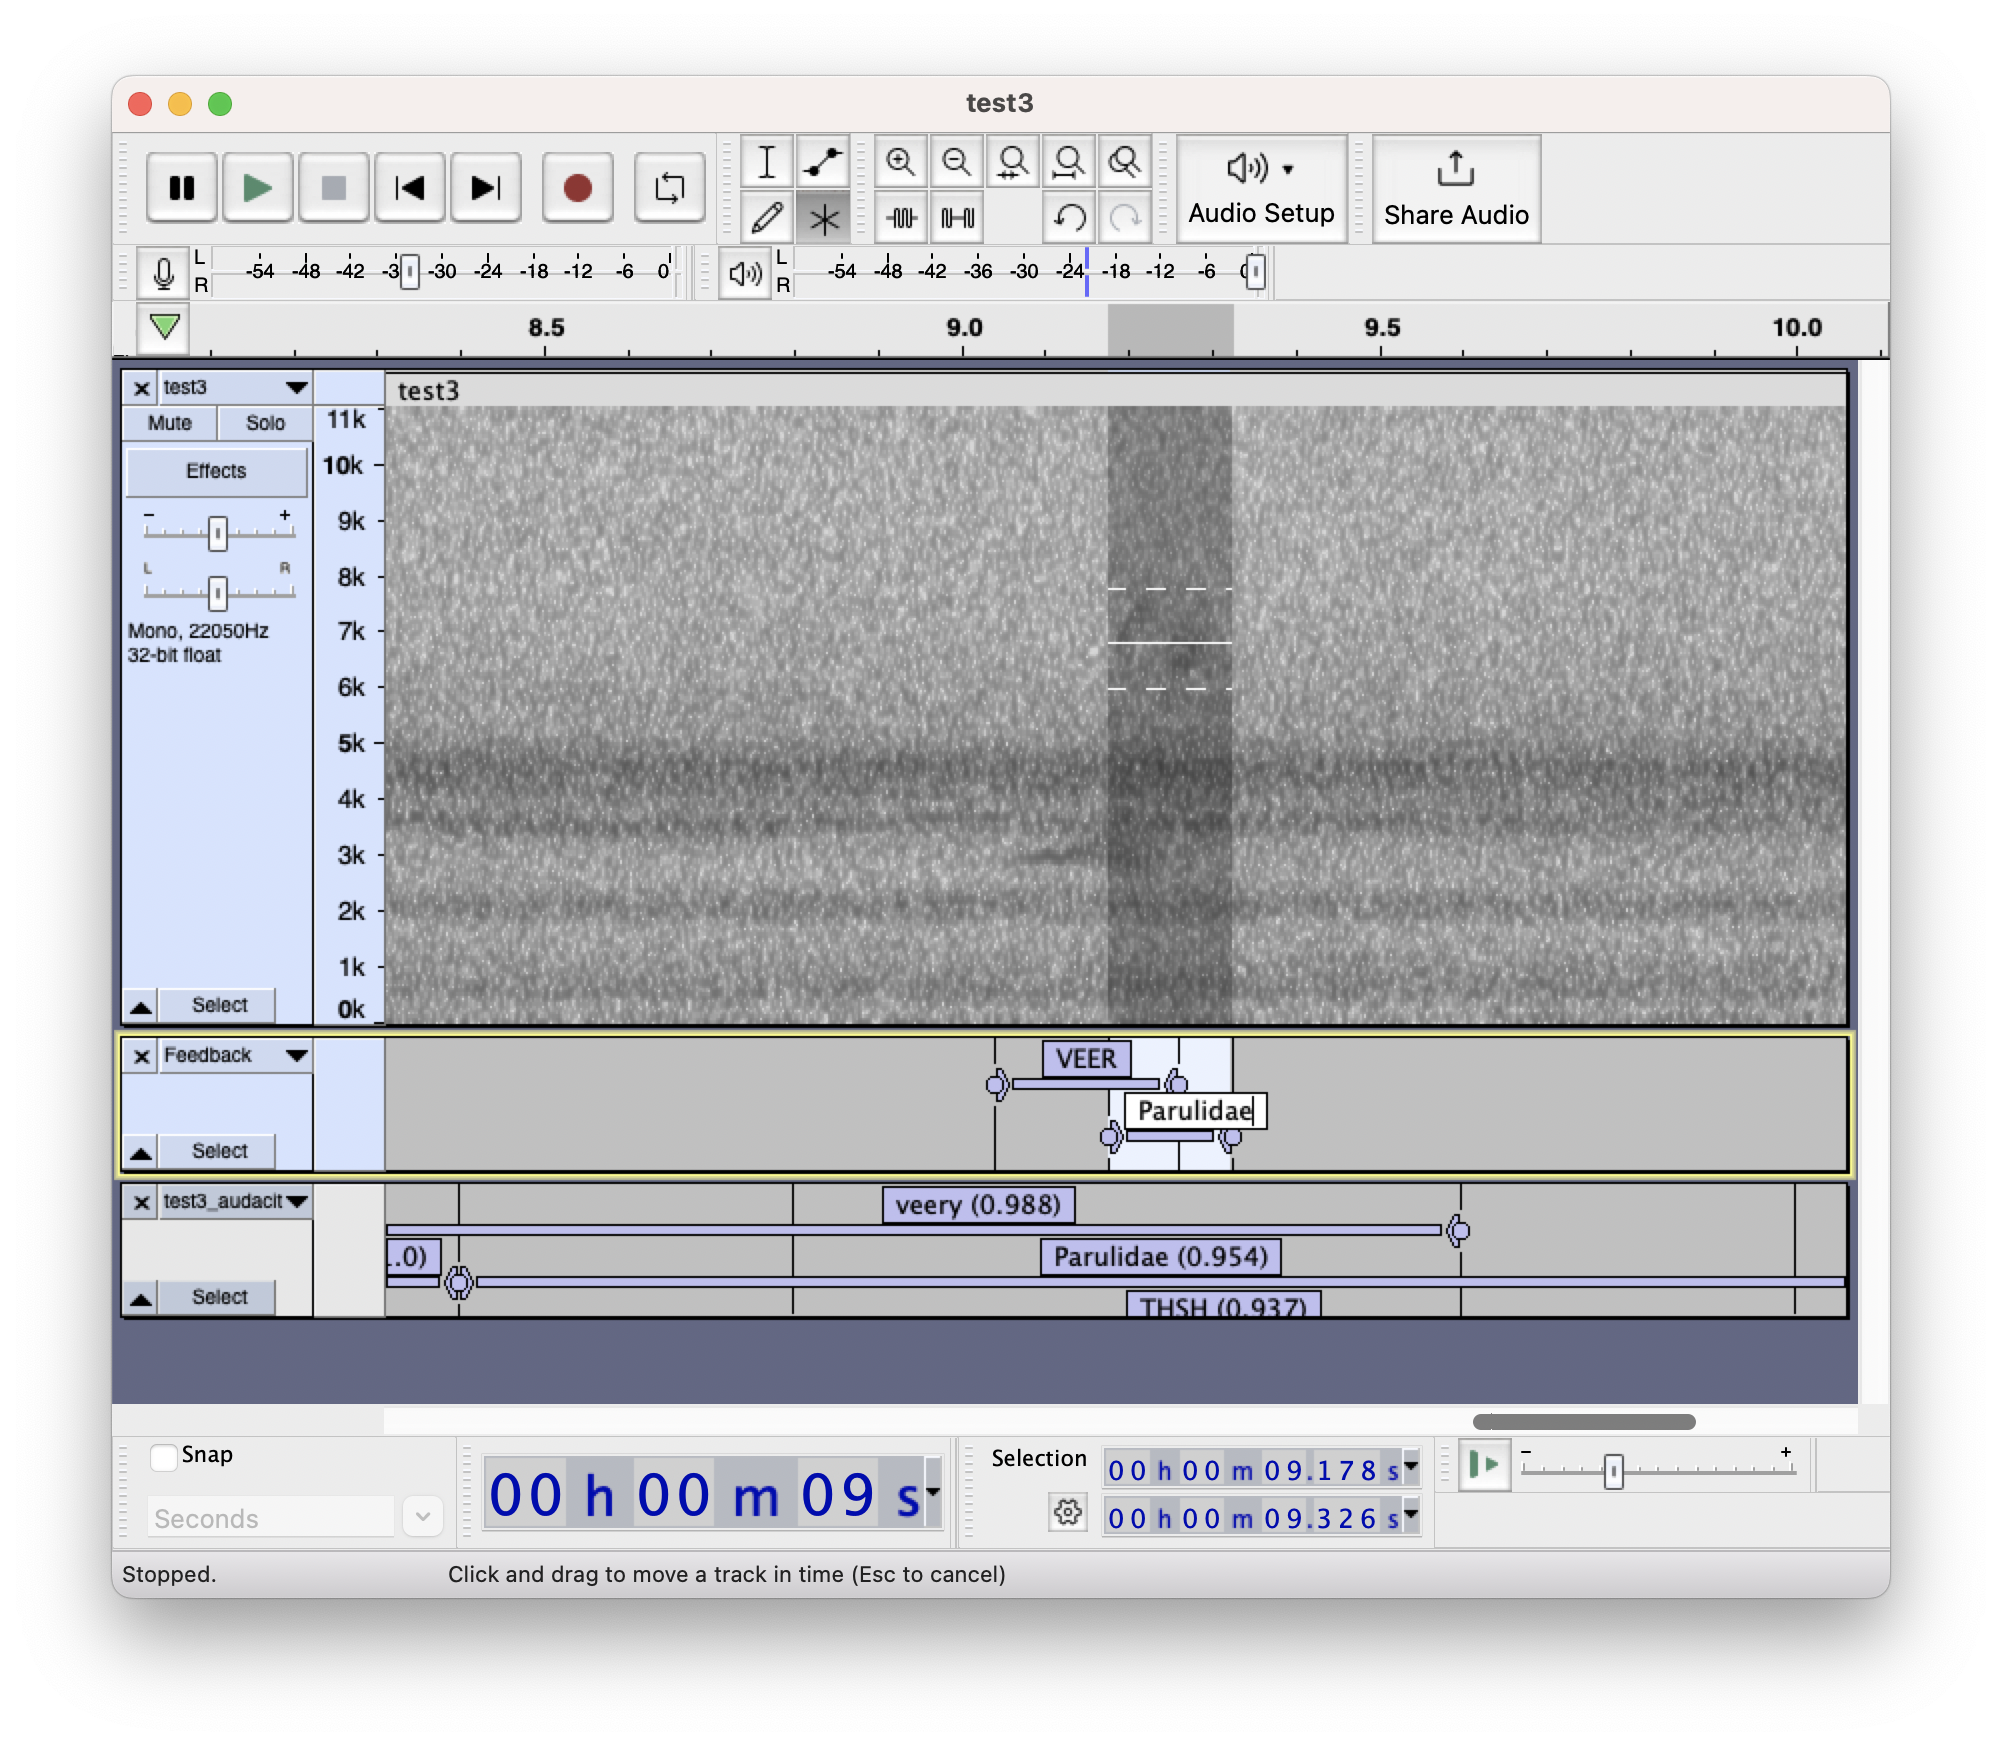 test3
Audio Setup
Share Audio
L
R
-54 -48 -42 -3 -30 -24 -18 -12 -6 0
L
R
-54 -48 -42 -36 -30 -24 -18 -12 -6
8.5 9.0 9.5 10.0
test3
test3
Mute Solo
Effects
- +
L R
Mono, 22050Hz
32-bit float
Select
11k
10k
9k
8k
7k
6k
5k
4k
3k
2k
1k
0k
Feedback
Select
VEER
Parulidae
test3_audacit
Select
veery (0.988)
.0)
Parulidae (0.954)
THSH (0.937)
Snap
Seconds
00 h 00 m 09 s
Selection
00 h 00 m 09.178 s
00 h 00 m 09.326 s
- +
Stopped.
Click and drag to move a track in time (Esc to cancel)